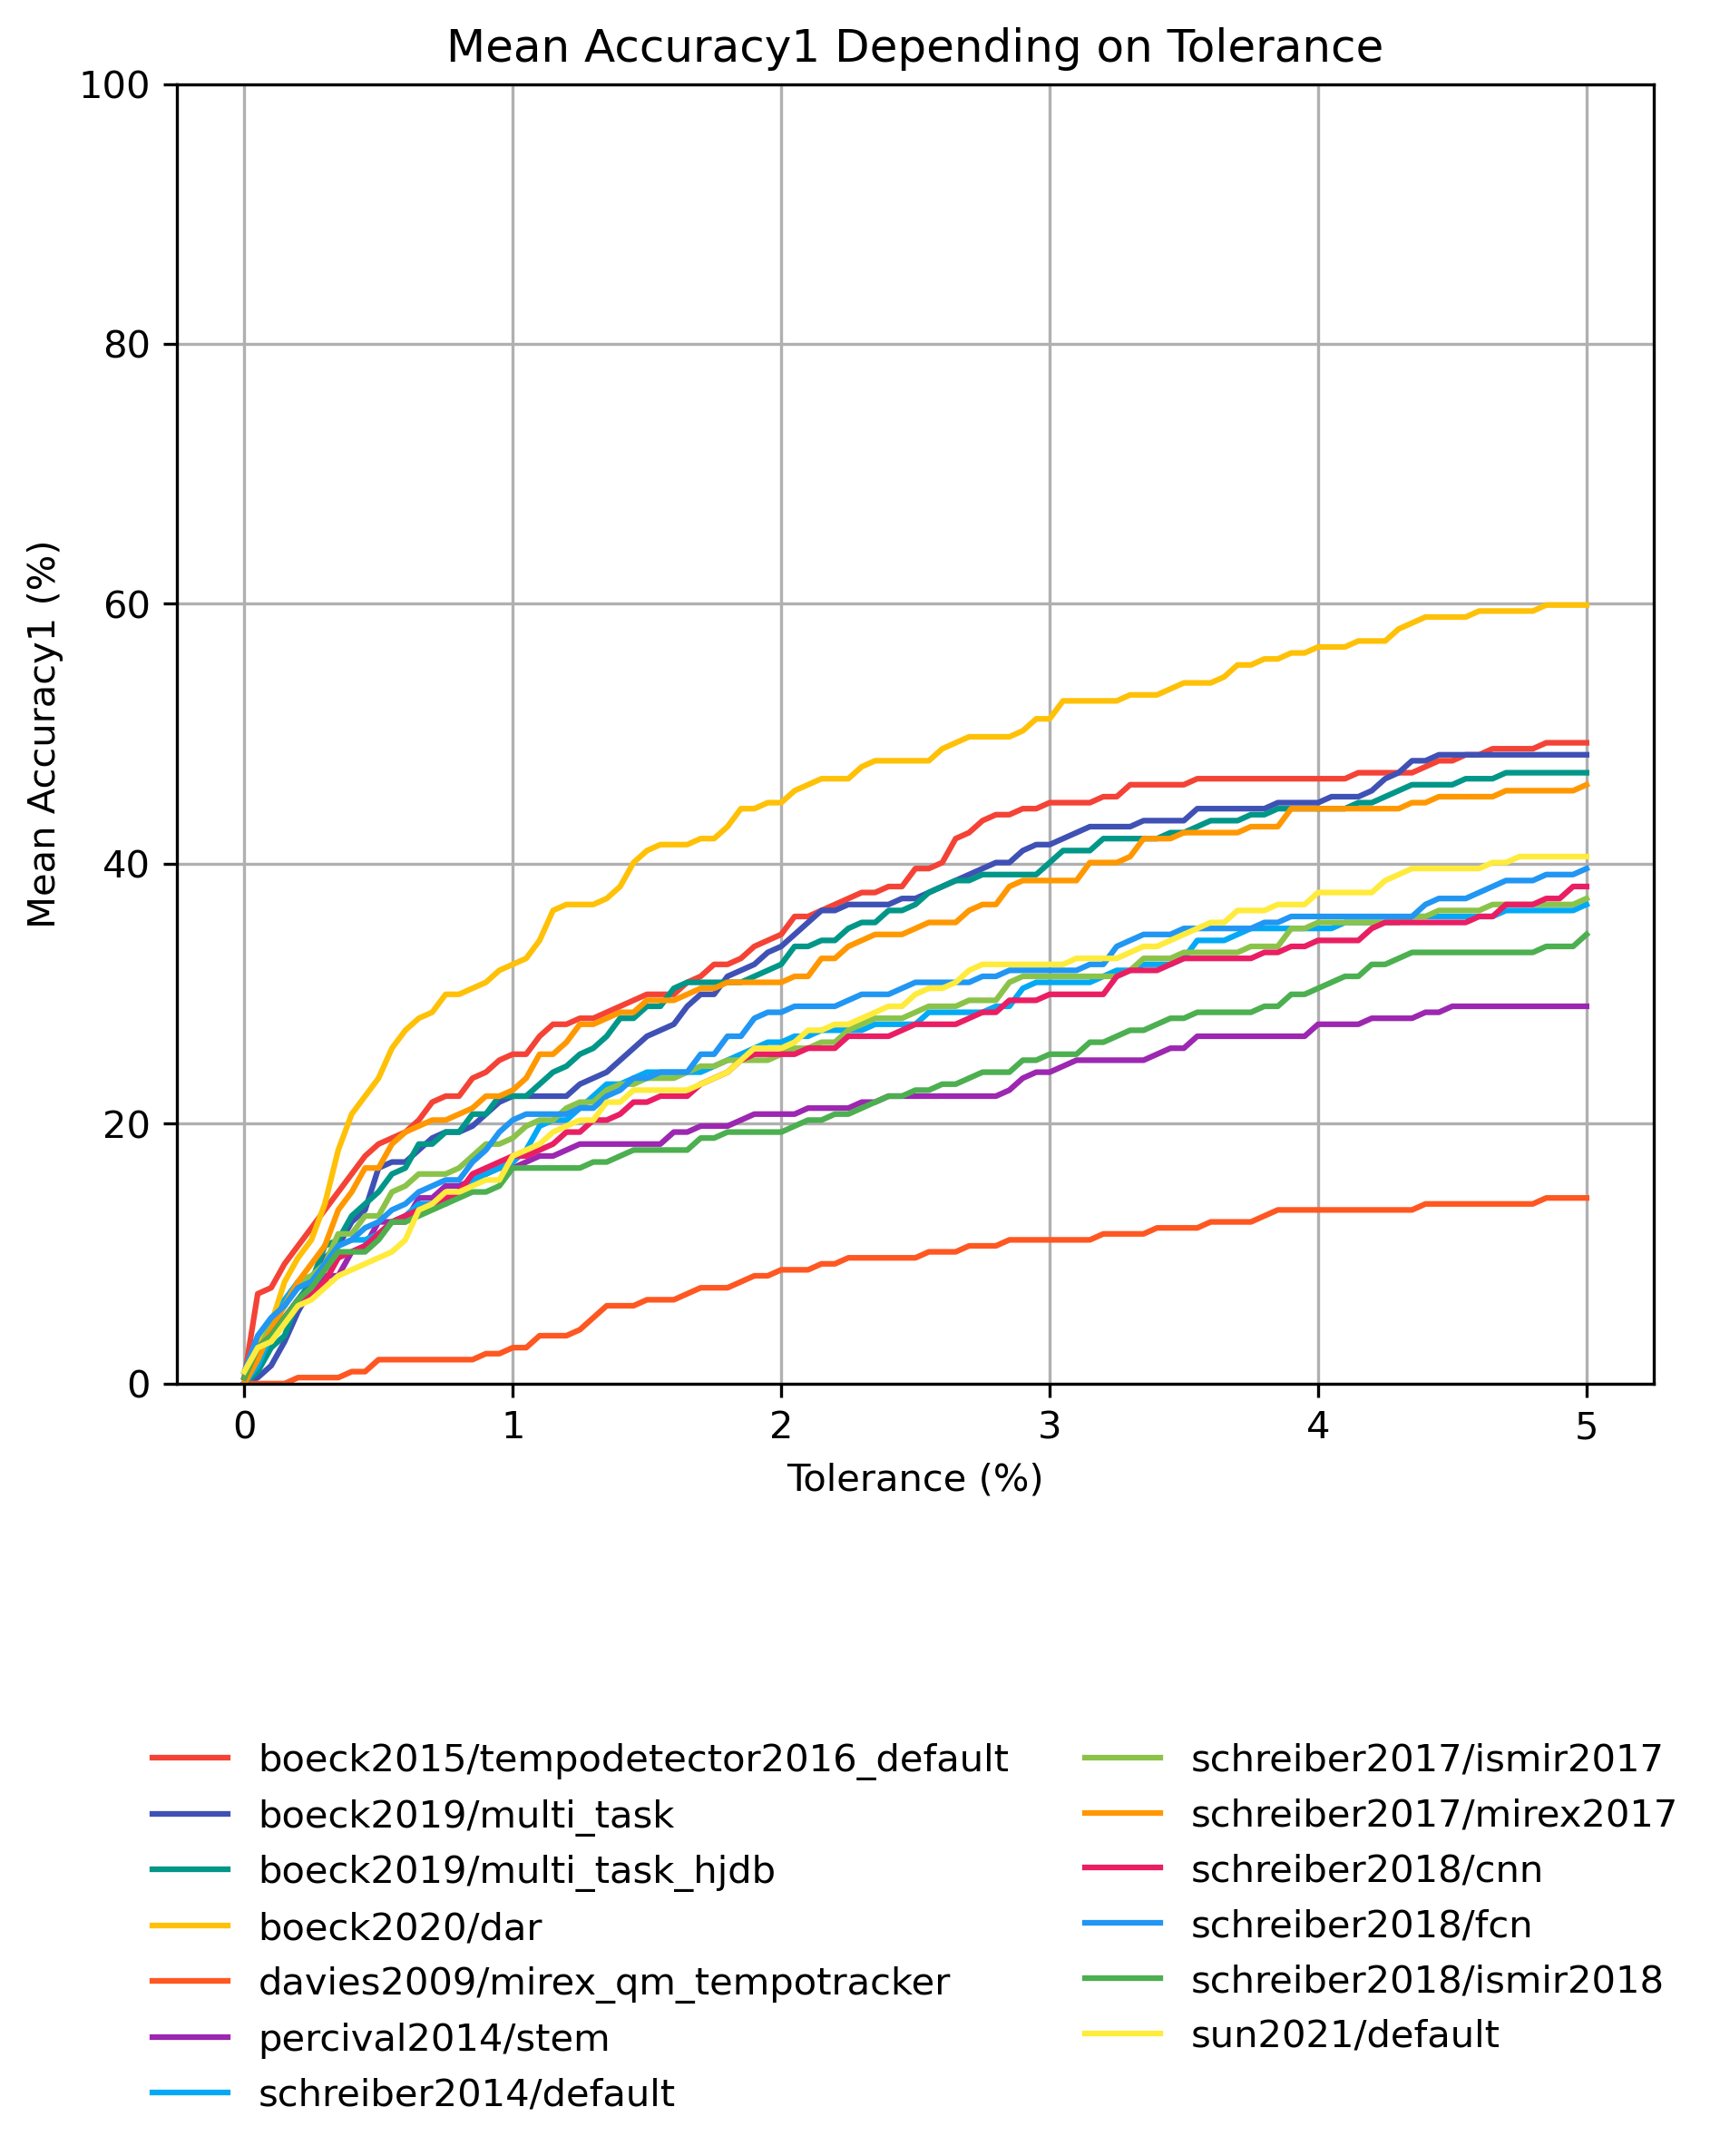 Mean Accuracy1 Depending on Tolerance
100
80
60
40
20
0
Mean Accuracy1 (%)
0 1 2 3 4 5
Tolerance (%)
boeck2015/tempodetector2016_default
boeck2019/multi_task
boeck2019/multi_task_hjdb
boeck2020/dar
davies2009/mirex_qm_tempotracker
percival2014/stem
schreiber2014/default
schreiber2017/ismir2017
schreiber2017/mirex2017
schreiber2018/cnn
schreiber2018/fcn
schreiber2018/ismir2018
sun2021/default